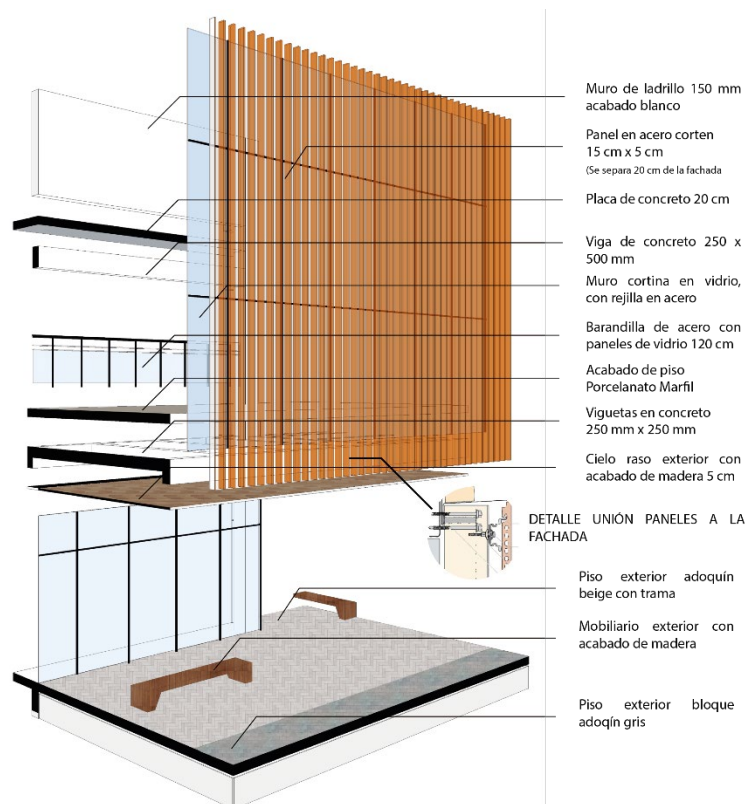 Muro de ladrillo 150 mm
acabado blanco
Panel en acero corten
15 cm x 5 cm
(Se separa 20 cm de la fachada
Placa de concreto 20 cm
Viga de concreto 250 x
500 mm
Muro cortina en vidrio,
con rejilla en acero
Barandilla de acero con
paneles de vidrio 120 cm
Acabado de piso
Porcelanato Marfil
Viguetas en concreto
250 mm x 250 mm
Cielo raso exterior con
acabado de madera 5 cm
DETALLE UNIÓN PANELES A LA
FACHADA
Piso exterior adoquín
beige con trama
Mobiliario exterior con
acabado de madera
Piso exterior bloque
adoqín gris